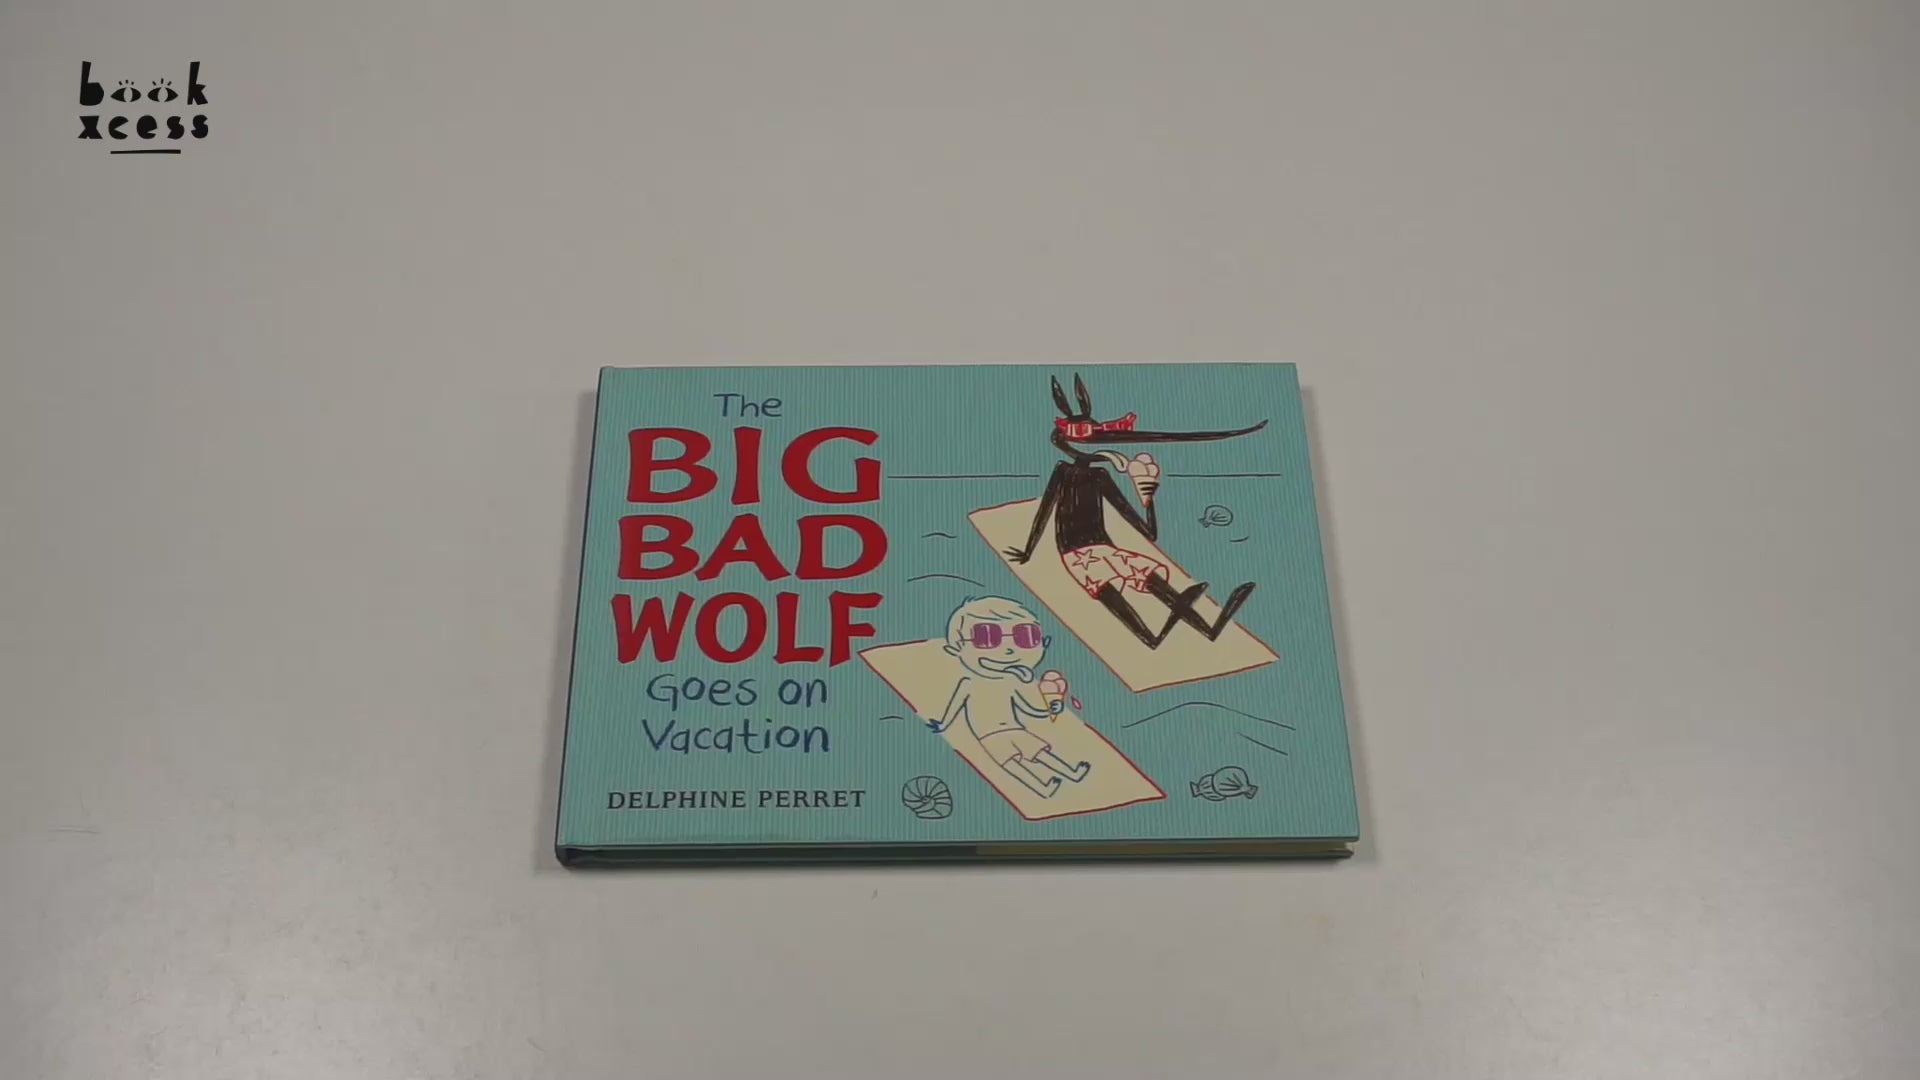 book
xcess
The
BIG
BAD
WOLF
Goes on
Vacation
DELPHINE PERRET